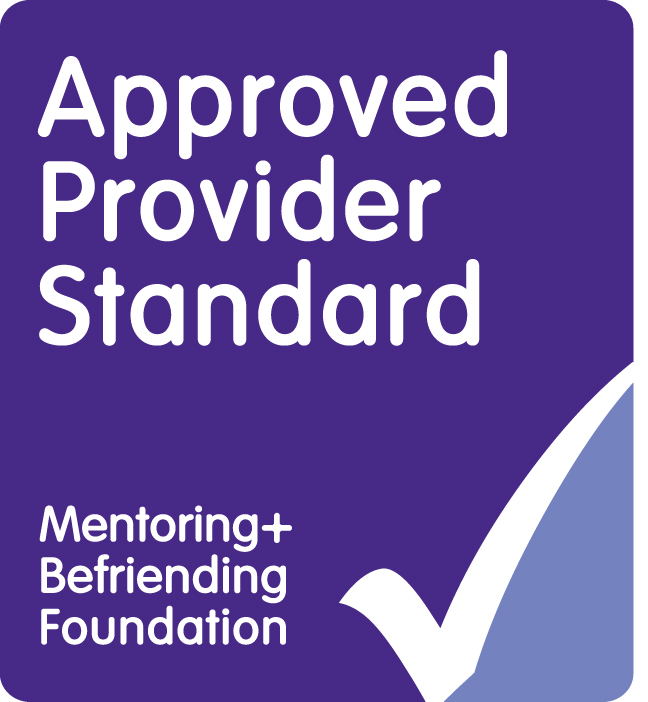 Approved
Provider
Standard
Mentoring+
Befriending
Foundation